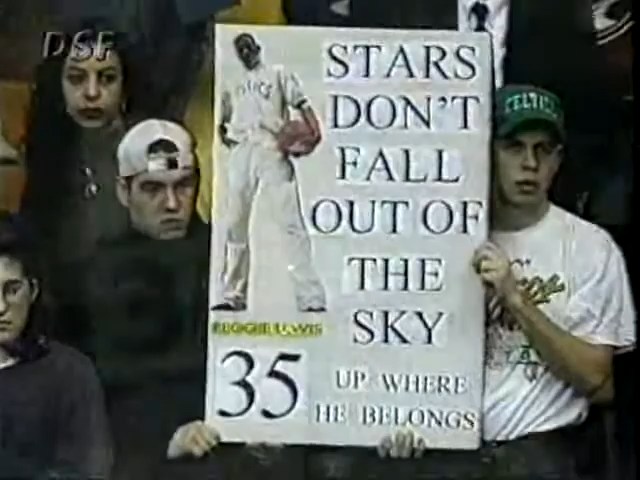 DSF
STARS
DON'T
FALL
OUT OF
THE
SKY
REGGIE LEWIS
35
UP WHERE
HE BELONGS
CELTICS